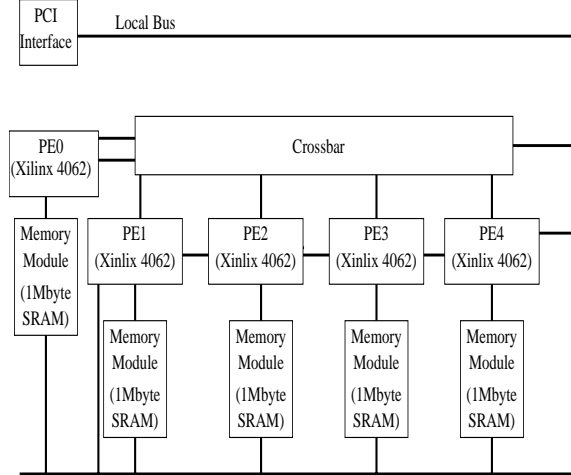 PCI
Interface
Local Bus
Crossbar
PE0
(Xilinx 4062)
Memory
Module
(1Mbyte
SRAM)
PE1
(Xinlix 4062)
PE2
(Xinlix 4062)
PE3
(Xinlix 4062)
PE4
(Xinlix 4062)
Memory
Module
(1Mbyte
SRAM)
Memory
Module
(1Mbyte
SRAM)
Memory
Module
(1Mbyte
SRAM)
Memory
Module
(1Mbyte
SRAM)